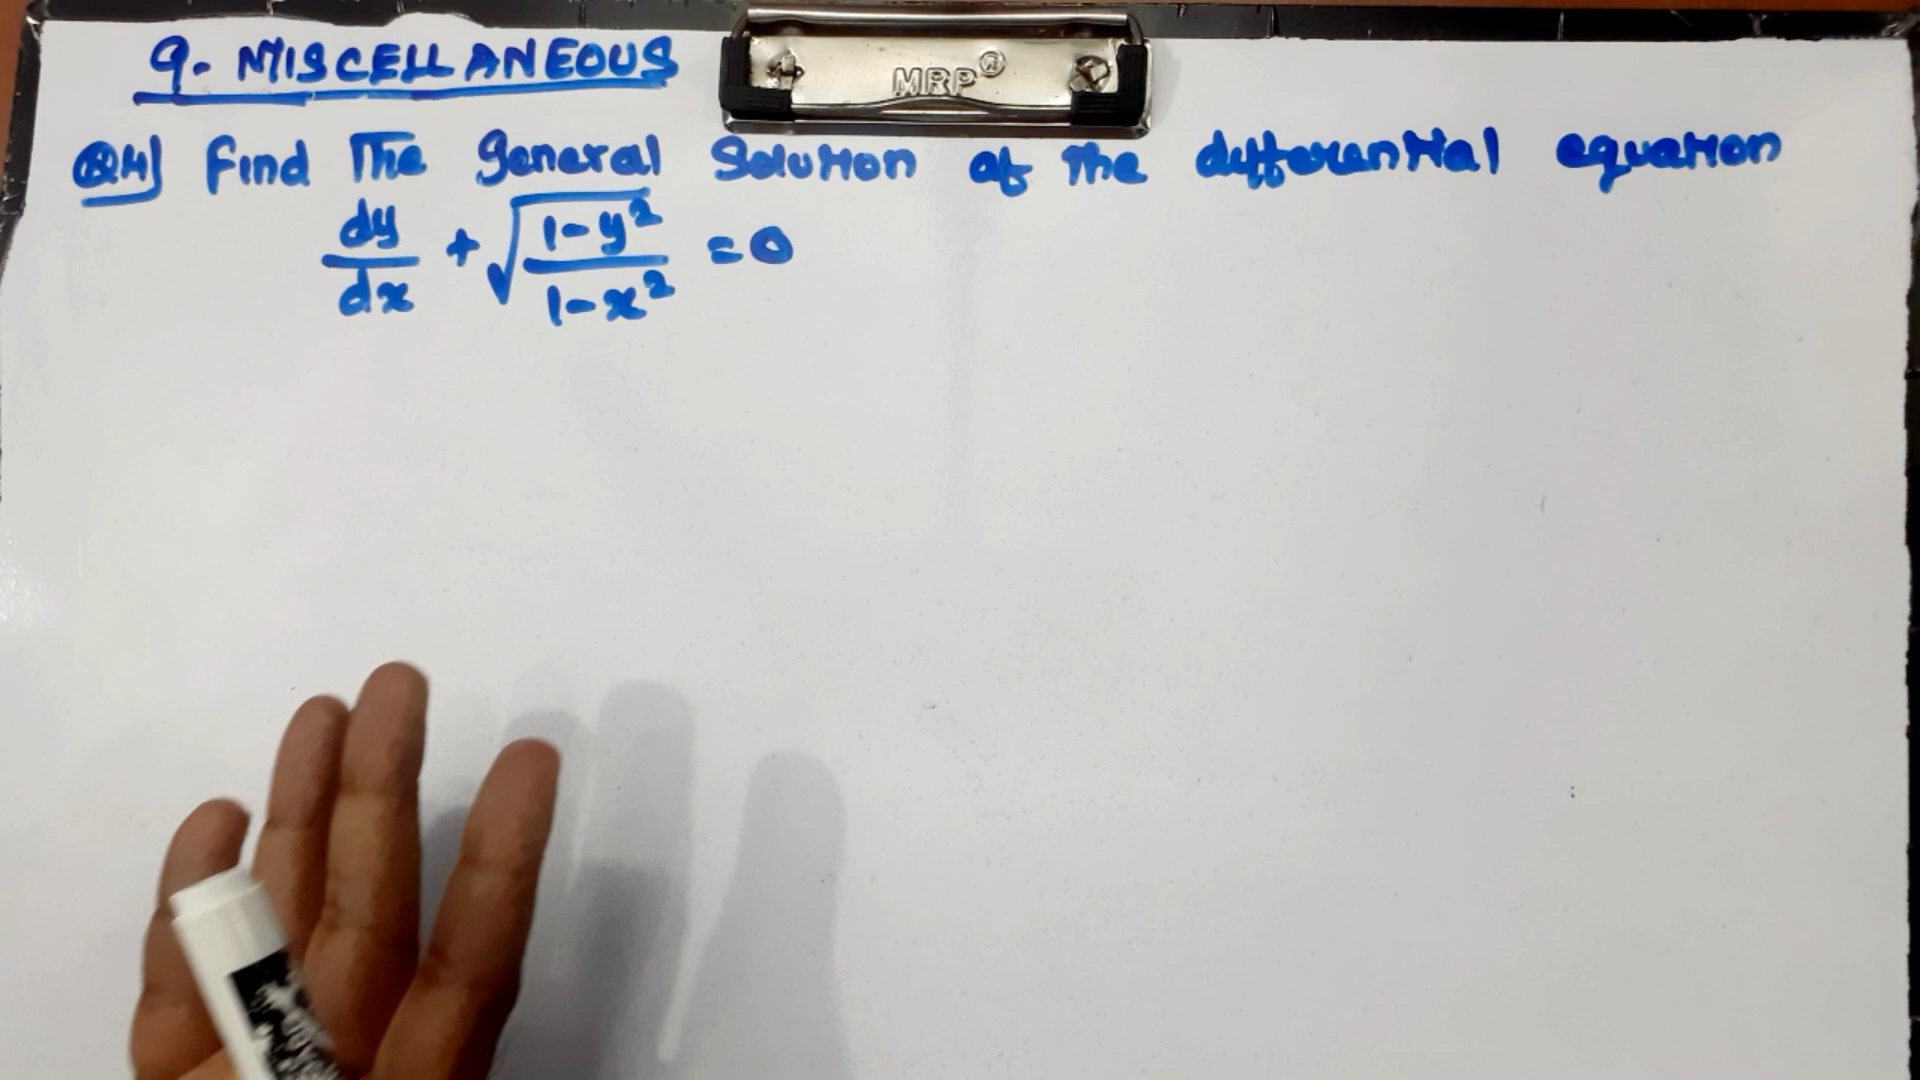 9. MISCELLANEOUS
MRP®
Q4) Find The general Solution of The differential equation
dy/dx + √(1-y²/1-x²) = 0